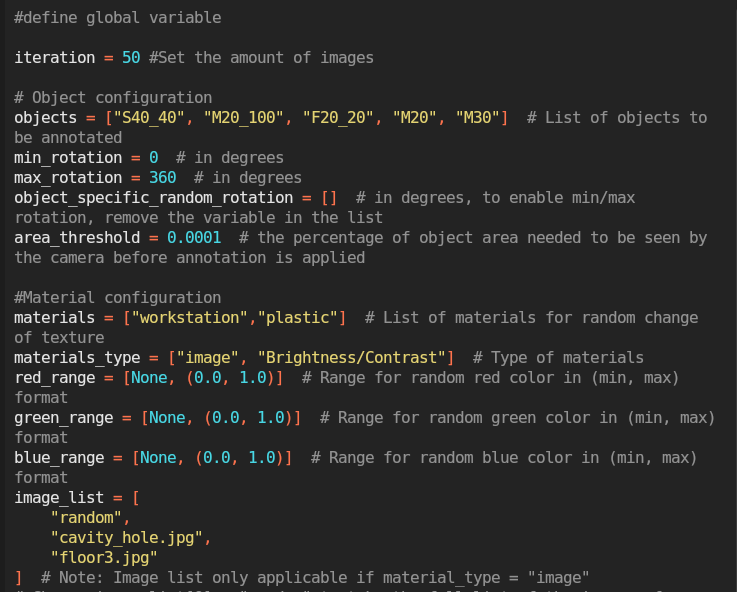 #define global variable
iteration = 50 #Set the amount of images
# Object configuration
objects = ["S40_40", "M20_100", "F20_20", "M20", "M30"]  # List of objects to
be annotated
min_rotation = 0  # in degrees
max_rotation = 360  # in degrees
object_specific_random_rotation = []  # in degrees, to enable min/max
rotation, remove the variable in the list
area_threshold = 0.0001  # the percentage of object area needed to be seen by
the camera before annotation is applied
#Material configuration
materials = ["workstation","plastic"]  # List of materials for random change
of texture
materials_type = ["image", "Brightness/Contrast"]  # Type of materials
red_range = [None, (0.0, 1.0)]  # Range for random red color in (min, max)
format
green_range = [None, (0.0, 1.0)]  # Range for random green color in (min, max)
format
blue_range = [None, (0.0, 1.0)]  # Range for random blue color in (min, max)
format
image_list = [
    "random",
    "cavity_hole.jpg",
    "floor3.jpg"
]  # Note: Image list only applicable if material_type = "image"